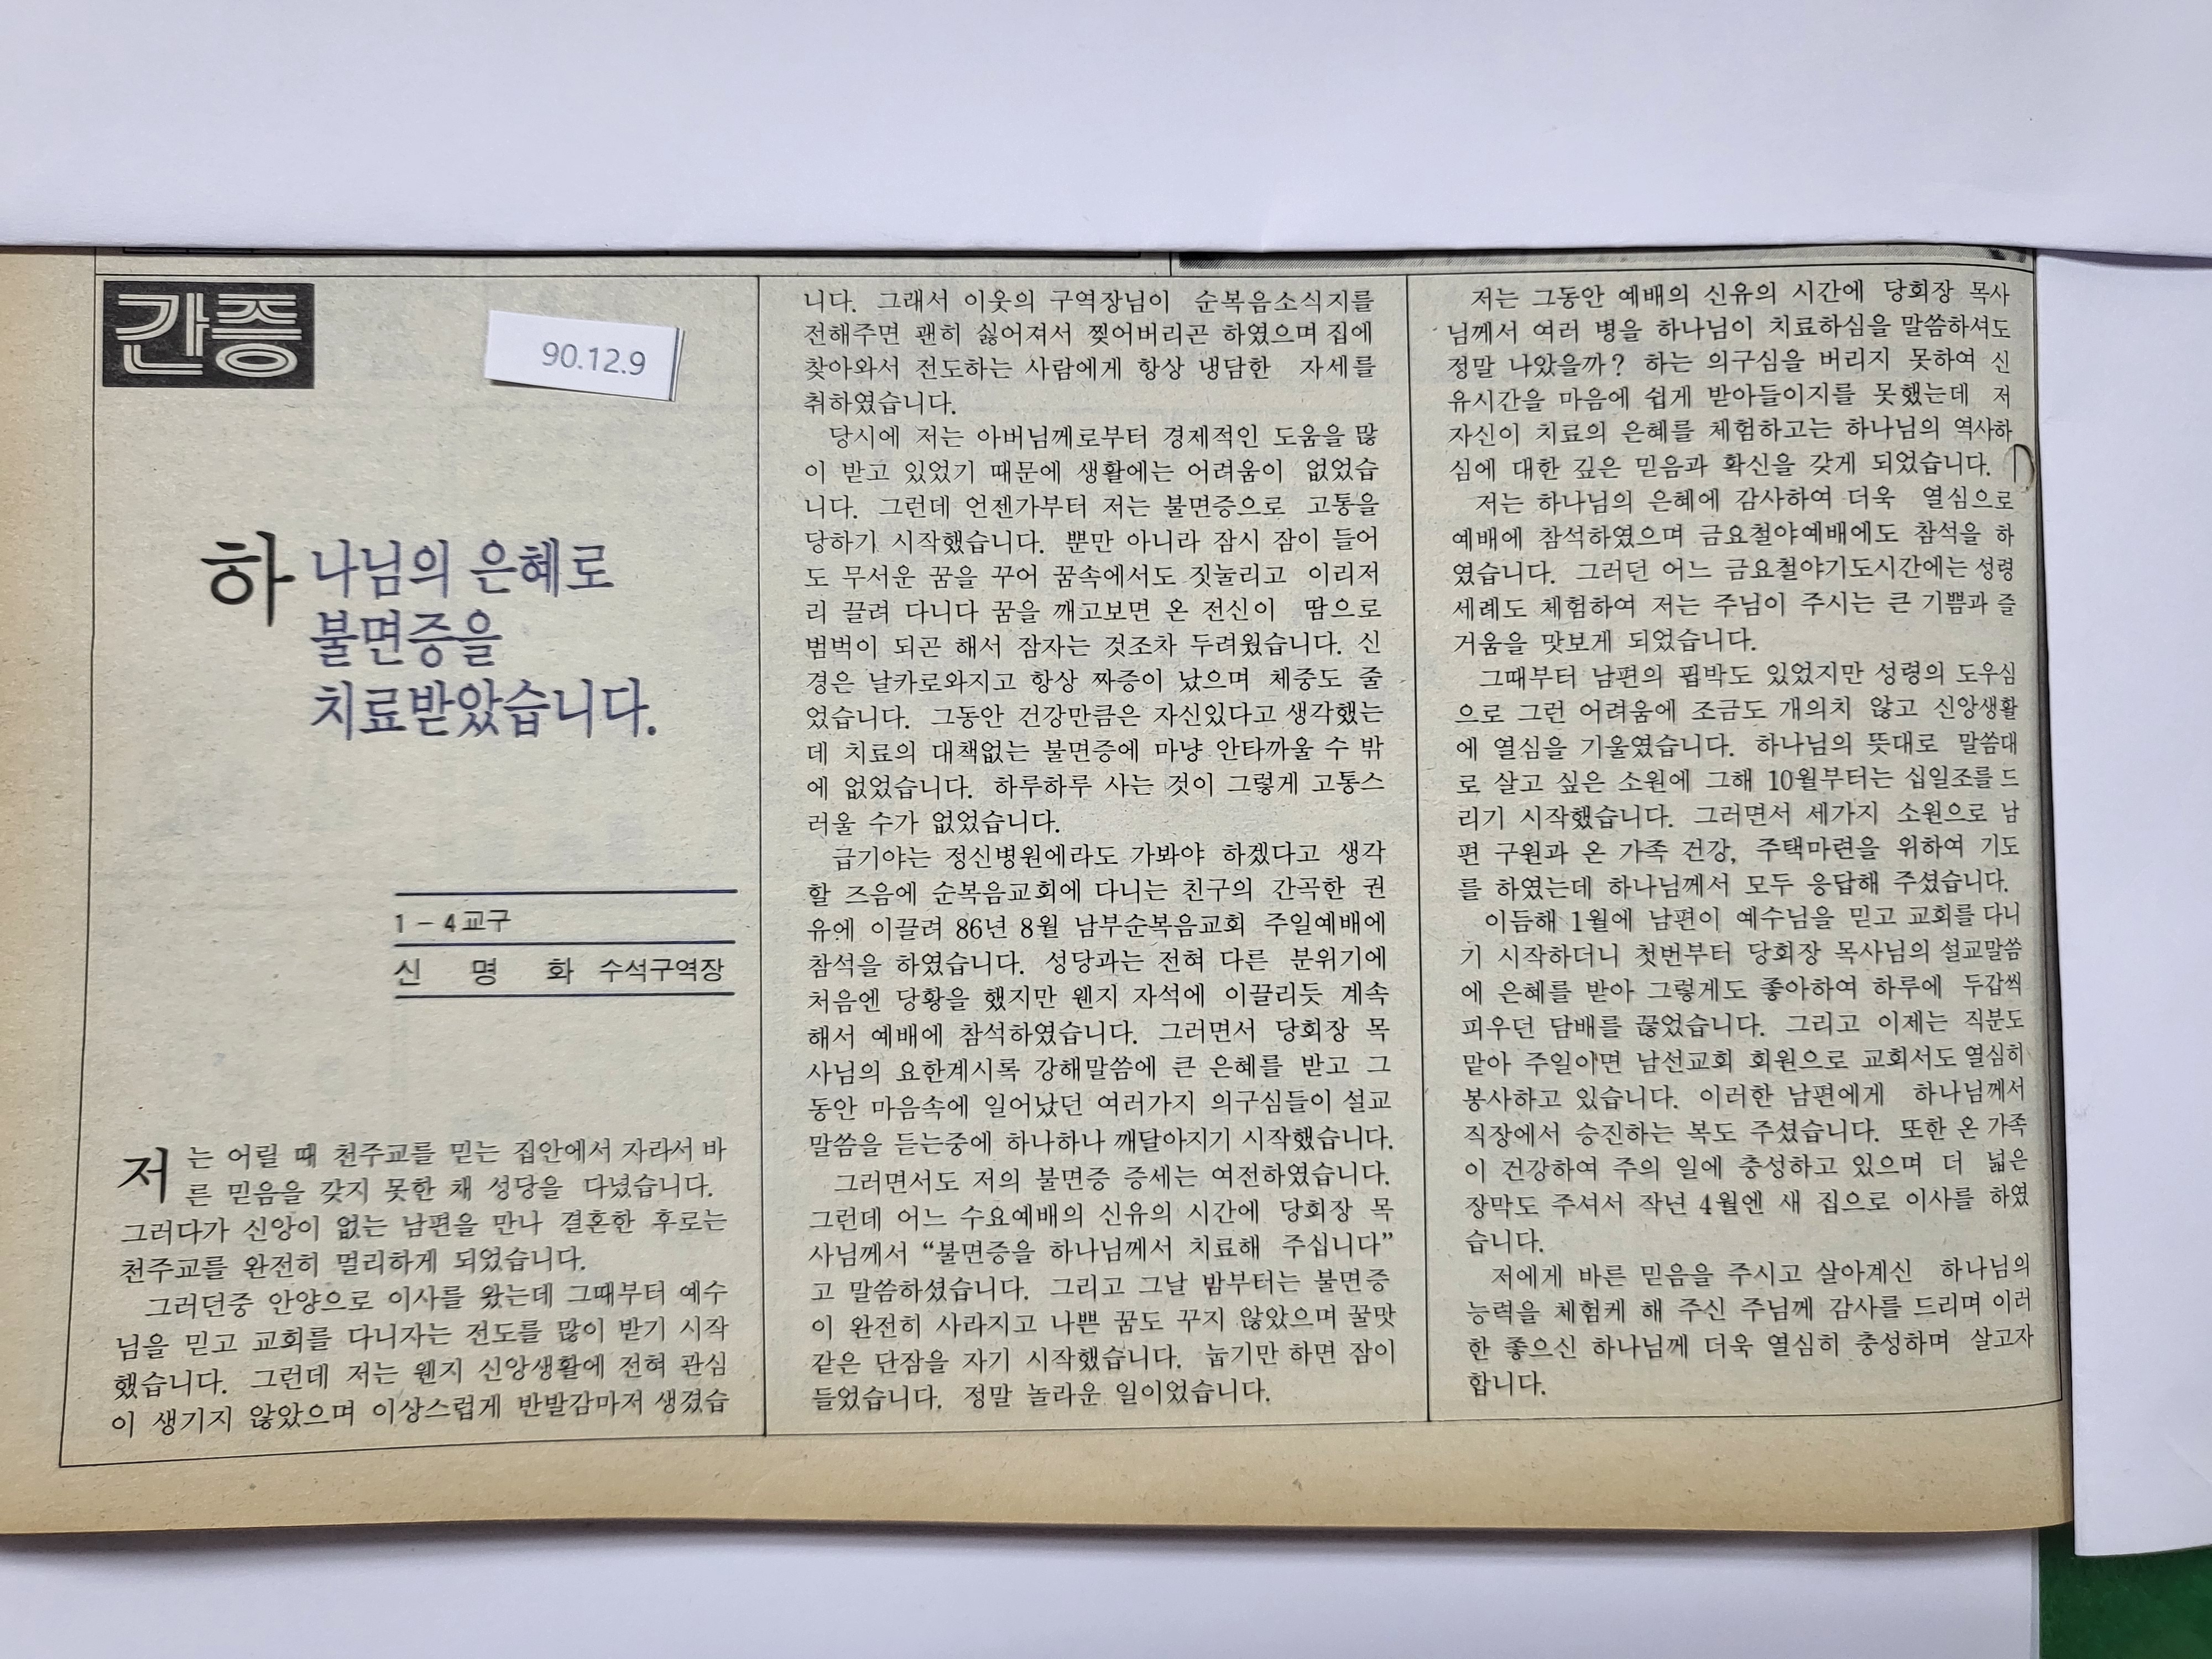 간증
90.12.9
하나님의 은혜로
불면증을
치료받았습니다.
1-4교구
신 명 화 수석구역장
저는 어릴 때 천주교를 믿는 집안에서 자라서 바
른 믿음을 갖지 못한 채 성당을 다녔습니다.
그러다가 신앙이 없는 남편을 만나 결혼한 후로는
천주교를 완전히 멀리하게 되었습니다.
그러던중 안양으로 이사를 왔는데 그때부터 예수
님을 믿고 교회를 다니자는 전도를 많이 받기 시작
했습니다. 그런데 저는 웬지 신앙생활에 전혀 관심
이 생기지 않았으며 이상스럽게 반발감마저 생겼습
니다. 그래서 이웃의 구역장님이 순복음소식지를
전해주면 괜히 싫어져서 찢어버리곤 하였으며 집에
찾아와서 전도하는 사람에게 항상 냉담한 자세를
취하였습니다.
당시에 저는 아버님께로부터 경제적인 도움을 많
이 받고 있었기 때문에 생활에는 어려움이 없었습
니다. 그런데 언젠가부터 저는 불면증으로 고통을
당하기 시작했습니다. 뿐만 아니라 잠시 잠이 들어
도 무서운 꿈을 꾸어 꿈속에서도 짓눌리고 이리저
리 끌려 다니다 꿈을 깨고보면 온 전신이 땀으로
범벅이 되곤 해서 잠자는 것조차 두려웠습니다. 신
경은 날카로와지고 항상 짜증이 났으며 체중도 줄
었습니다. 그동안 건강만큼은 자신있다고 생각했는
데 치료의 대책없는 불면증에 마냥 안타까울 수 밖
에 없었습니다. 하루하루 사는 것이 그렇게 고통스
러울 수가 없었습니다.
급기야는 정신병원에라도 가봐야 하겠다고 생각
할 즈음에 순복음교회에 다니는 친구의 간곡한 권
유에 이끌려 86년 8월 남부순복음교회 주일예배에
참석을 하였습니다. 성당과는 전혀 다른 분위기에
처음엔 당황을 했지만 웬지 자석에 이끌리듯 계속
해서 예배에 참석하였습니다. 그러면서 당회장 목
사님의 요한계시록 강해말씀에 큰 은혜를 받고 그
동안 마음속에 일어났던 여러가지 의구심들이 설교
말씀을 듣는중에 하나하나 깨달아지기 시작했습니다.
그러면서도 저의 불면증 증세는 여전하였습니다.
그런데 어느 수요예배의 신유의 시간에 당회장 목
사님께서 “불면증을 하나님께서 치료해 주십니다”
고 말씀하셨습니다. 그리고 그날 밤부터는 불면증
이 완전히 사라지고 나쁜 꿈도 꾸지 않았으며 꿀맛
같은 단잠을 자기 시작했습니다. 눕기만 하면 잠이
들었습니다. 정말 놀라운 일이었습니다.
저는 그동안 예배의 신유의 시간에 당회장 목사
님께서 여러 병을 하나님이 치료하심을 말씀하셔도
정말 나았을까? 하는 의구심을 버리지 못하여 신
유시간을 마음에 쉽게 받아들이지를 못했는데 저
자신이 치료의 은혜를 체험하고는 하나님의 역사하
심에 대한 깊은 믿음과 확신을 갖게 되었습니다.
저는 하나님의 은혜에 감사하여 더욱 열심으로
예배에 참석하였으며 금요철야예배에도 참석을 하
였습니다. 그러던 어느 금요철야기도시간에는 성령
세례도 체험하여 저는 주님이 주시는 큰 기쁨과 즐
거움을 맛보게 되었습니다.
그때부터 남편의 핍박도 있었지만 성령의 도우심
으로 그런 어려움에 조금도 개의치 않고 신앙생활
에 열심을 기울였습니다. 하나님의 뜻대로 말씀대
로 살고 싶은 소원에 그해 10월부터는 십일조를 드
리기 시작했습니다. 그러면서 세가지 소원으로 남
편 구원과 온 가족 건강, 주택마련을 위하여 기도
를 하였는데 하나님께서 모두 응답해 주셨습니다.
이듬해 1월에 남편이 예수님을 믿고 교회를 다니
기 시작하더니 첫번부터 당회장 목사님의 설교말씀
에 은혜를 받아 그렇게도 좋아하여 하루에 두갑씩
피우던 담배를 끊었습니다. 그리고 이제는 직분도
맡아 주일이면 남선교회 회원으로 교회서도 열심히
봉사하고 있습니다. 이러한 남편에게 하나님께서
직장에서 승진하는 복도 주셨습니다. 또한 온 가족
이 건강하여 주의 일에 충성하고 있으며 더 넓은
장막도 주셔서 작년 4월엔 새 집으로 이사를 하였
습니다.
저에게 바른 믿음을 주시고 살아계신 하나님의
능력을 체험케 해 주신 주님께 감사를 드리며 이러
한 좋으신 하나님께 더욱 열심히 충성하며 살고자
합니다.